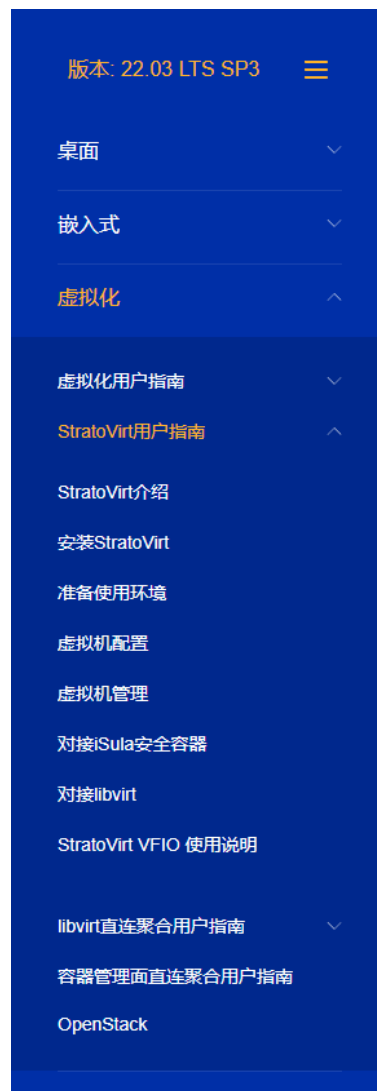 版本: 22.03 LTS SP3
桌面
嵌入式
虚拟化
虚拟化用户指南
StratoVirt用户指南
StratoVirt介绍
安装StratoVirt
准备使用环境
虚拟机配置
虚拟机管理
对接iSula安全容器
对接libvirt
StratoVirt VFIO 使用说明
libvirt直连聚合用户指南
容器管理面直连聚合用户指南
OpenStack